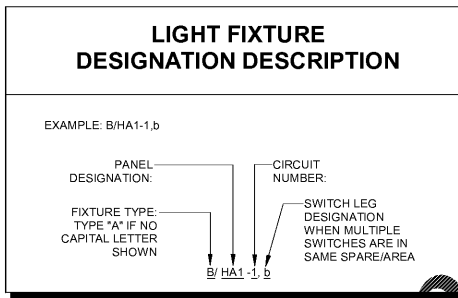 LIGHT FIXTURE
DESIGNATION DESCRIPTION
EXAMPLE: B/HA1-1,b
PANEL
DESIGNATION:
CIRCUIT
NUMBER:
FIXTURE TYPE:
TYPE "A" IF NO
CAPITAL LETTER
SHOWN
SWITCH LEG
DESIGNATION
WHEN MULTIPLE
SWITCHES ARE IN
SAME SPARE/AREA
B/ HA1 -1, b